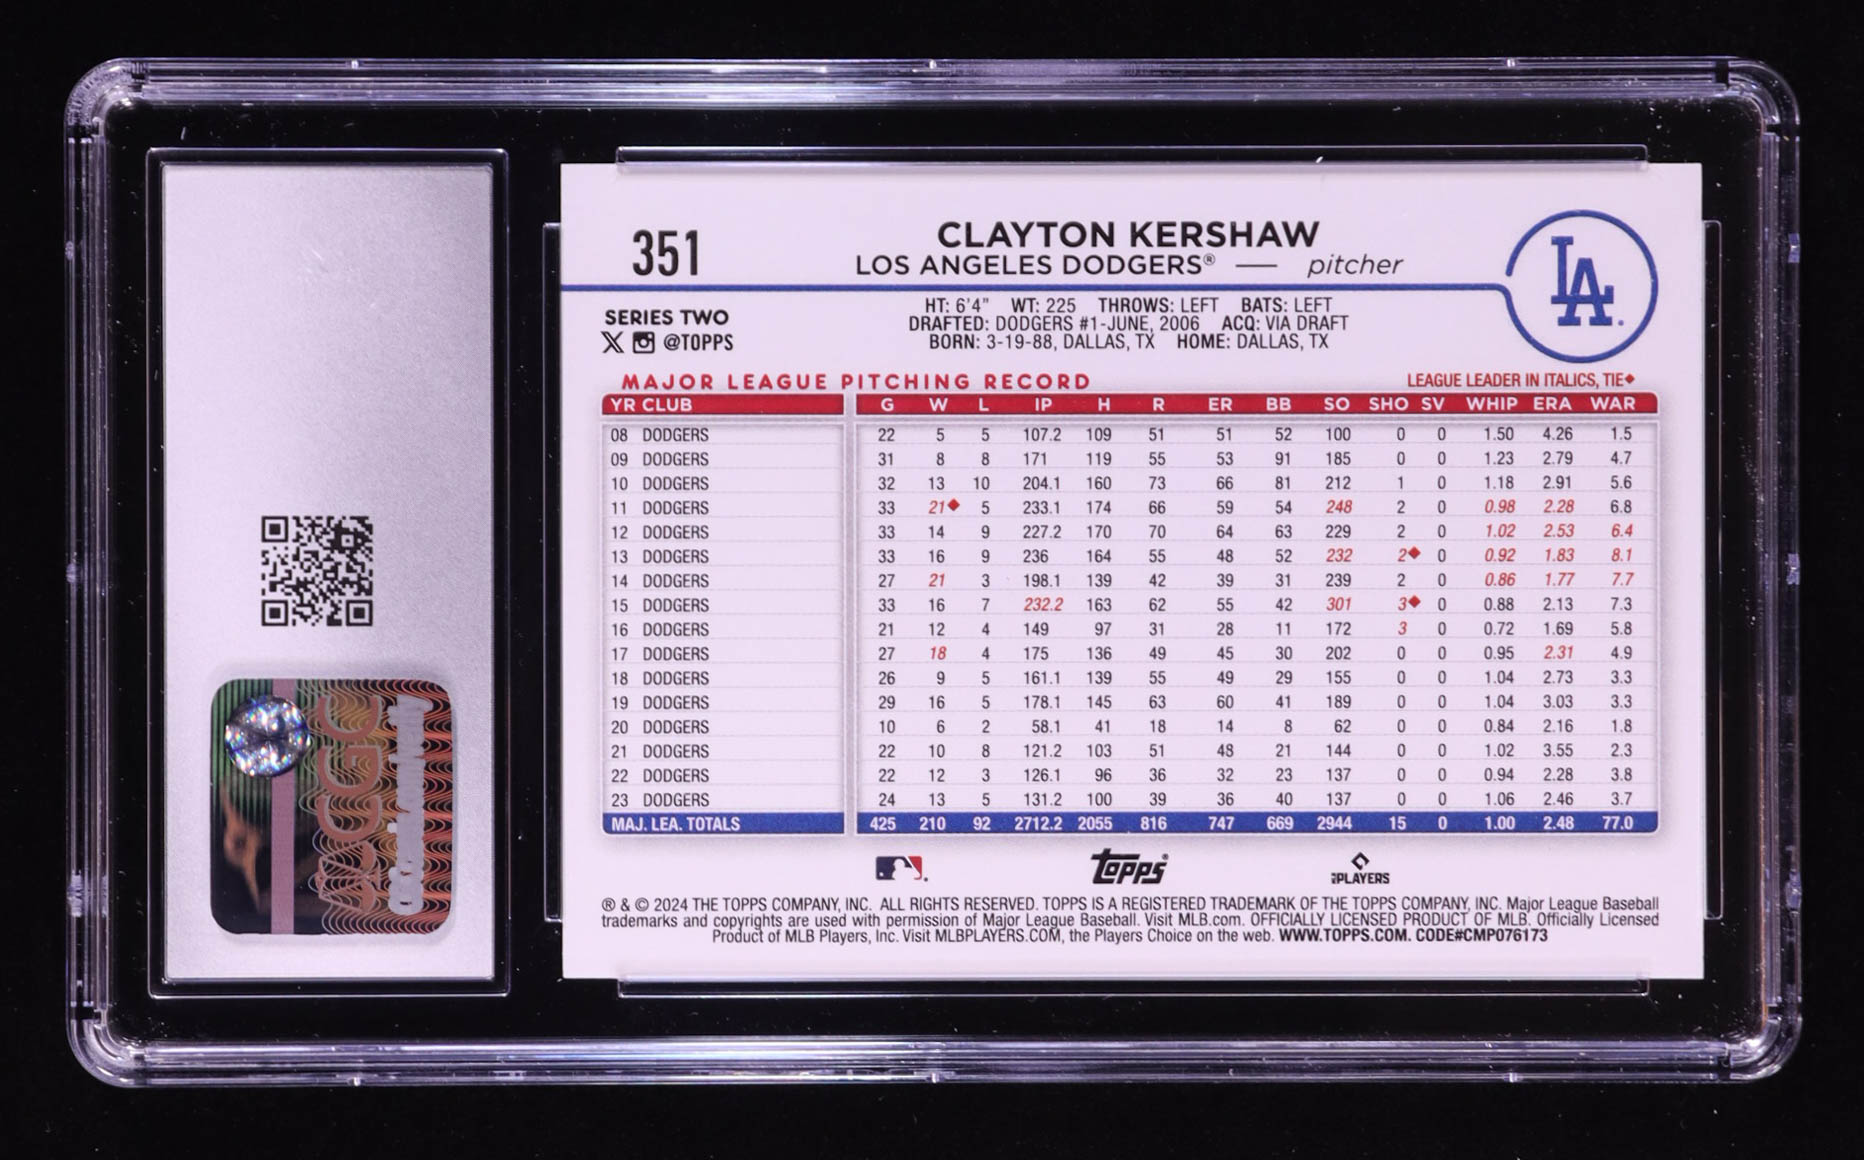 351
CLAYTON KERSHAW
LOS ANGELES DODGERS® — pitcher
LA
SERIES TWO
@TOPPS
HT: 6'4" WT: 225 THROWS: LEFT BATS: LEFT
DRAFTED: DODGERS #1-JUNE, 2006 ACQ: VIA DRAFT
BORN: 3-19-88, DALLAS, TX HOME: DALLAS, TX
MAJOR LEAGUE PITCHING RECORD
LEAGUE LEADER IN ITALICS, TIE◆
YR CLUB G W L IP H R ER BB SO SHO SV WHIP ERA WAR
08 DODGERS 22 5 5 107.2 109 51 51 52 100 0 0 1.50 4.26 1.5
09 DODGERS 31 8 8 171 119 55 53 91 185 0 0 1.23 2.79 4.7
10 DODGERS 32 13 10 204.1 160 73 66 81 212 1 0 1.18 2.91 5.6
11 DODGERS 33 21◆ 5 233.1 174 66 59 54 248 2 0 0.98 2.28 6.8
12 DODGERS 33 14 9 227.2 170 70 64 63 229 2 0 1.02 2.53 6.4
13 DODGERS 33 16 9 236 164 55 48 52 232 2◆ 0 0.92 1.83 8.1
14 DODGERS 27 21 3 198.1 139 42 39 31 239 2 0 0.86 1.77 7.7
15 DODGERS 33 16 7 232.2 163 62 55 42 301 3◆ 0 0.88 2.13 7.3
16 DODGERS 21 12 4 149 97 31 28 11 172 3 0 0.72 1.69 5.8
17 DODGERS 27 18 4 175 136 49 45 30 202 0 0 0.95 2.31 4.9
18 DODGERS 26 9 5 161.1 139 55 49 29 155 0 0 1.04 2.73 3.3
19 DODGERS 29 16 5 178.1 145 63 60 41 189 0 0 1.04 3.03 3.3
20 DODGERS 10 6 2 58.1 41 18 14 8 62 0 0 0.84 2.16 1.8
21 DODGERS 22 10 8 121.2 103 51 48 21 144 0 0 1.02 3.55 2.3
22 DODGERS 22 12 3 126.1 96 36 32 23 137 0 0 0.94 2.28 3.8
23 DODGERS 24 13 5 131.2 100 39 36 40 137 0 0 1.06 2.46 3.7
MAJ. LEA. TOTALS 425 210 92 2712.2 2055 816 747 669 2944 15 0 1.00 2.48 77.0
TOPPS®
PLAYERS
® & © 2024 THE TOPPS COMPANY, INC. ALL RIGHTS RESERVED. TOPPS IS A REGISTERED TRADEMARK OF THE TOPPS COMPANY, INC. Major League Baseball
trademarks and copyrights are used with permission of Major League Baseball. Visit MLB.com. OFFICIALLY LICENSED PRODUCT OF MLB. Officially Licensed
Product of MLB Players, Inc. Visit MLBPLAYERS.COM, the Players Choice on the web. WWW.TOPPS.COM. CODE#CMP076173
CGC